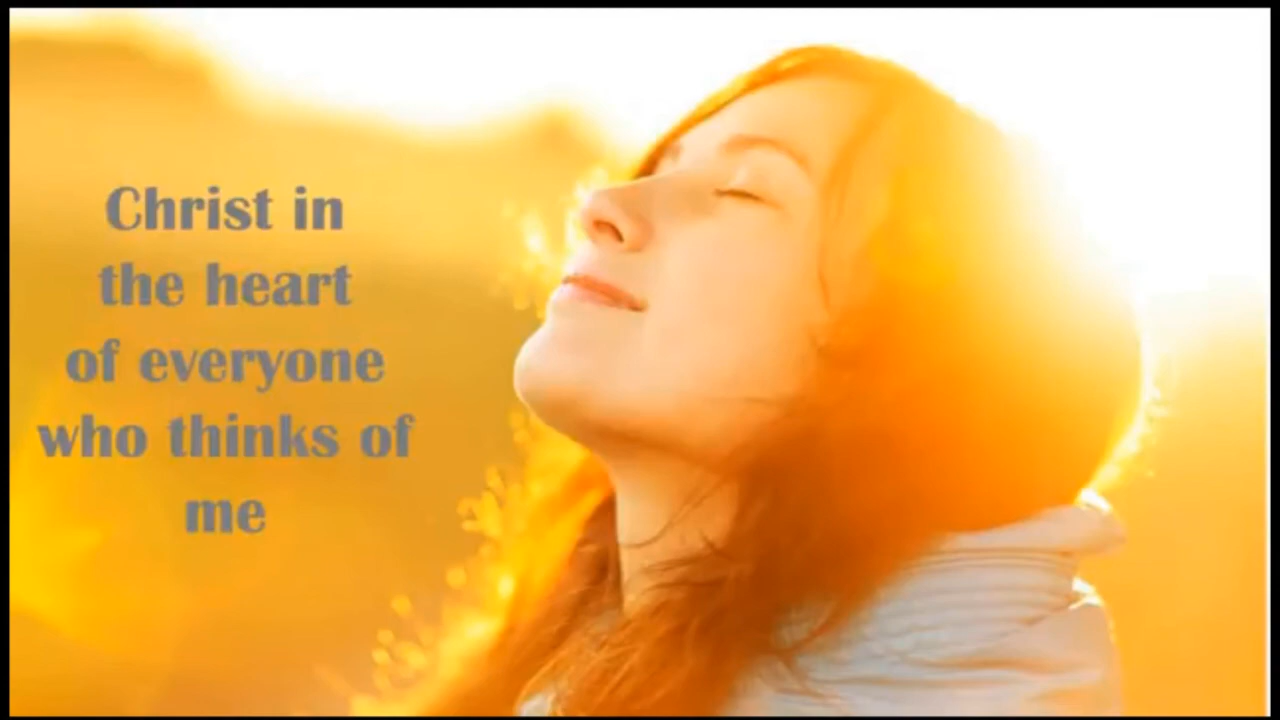 Christ in
the heart
of everyone
who thinks of
me